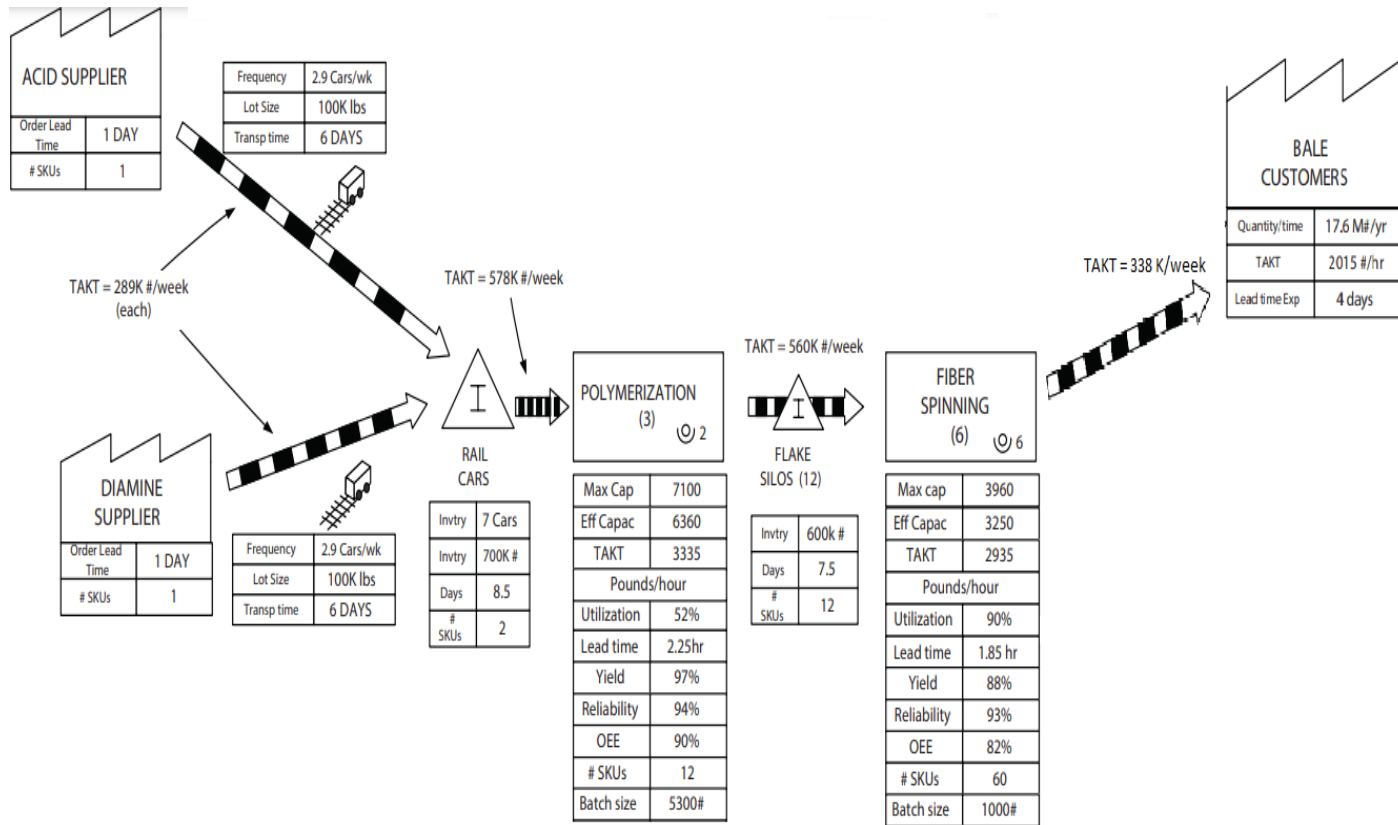 ACID SUPPLIER
Order Lead
Time
1 DAY
# SKUs
1
Frequency
2.9 Cars/wk
Lot Size
100K lbs
Transp time
6 DAYS
TAKT = 289K #/week
(each)
DIAMINE
SUPPLIER
Order Lead
Time
1 DAY
# SKUs
1
Frequency
2.9 Cars/wk
Lot Size
100K lbs
Transp time
6 DAYS
TAKT = 578K #/week
I
RAIL
CARS
Invtry
7 Cars
Invtry
700K #
Days
8.5
#
SKUs
2
POLYMERIZATION
(3)
2
Max Cap
7100
Eff Capac
6360
TAKT
3335
Pounds/hour
Utilization
52%
Lead time
2.25hr
Yield
97%
Reliability
94%
OEE
90%
# SKUs
12
Batch size
5300#
TAKT = 560K #/week
I
FLAKE
SILOS (12)
Invtry
600k #
Days
7.5
#
SKUs
12
FIBER
SPINNING
(6)
6
Max cap
3960
Eff Capac
3250
TAKT
2935
Pounds/hour
Utilization
90%
Lead time
1.85 hr
Yield
88%
Reliability
93%
OEE
82%
# SKUs
60
Batch size
1000#
TAKT = 338 K/week
BALE
CUSTOMERS
Quantity/time
17.6 M#/yr
TAKT
2015 #/hr
Lead time Exp
4 days